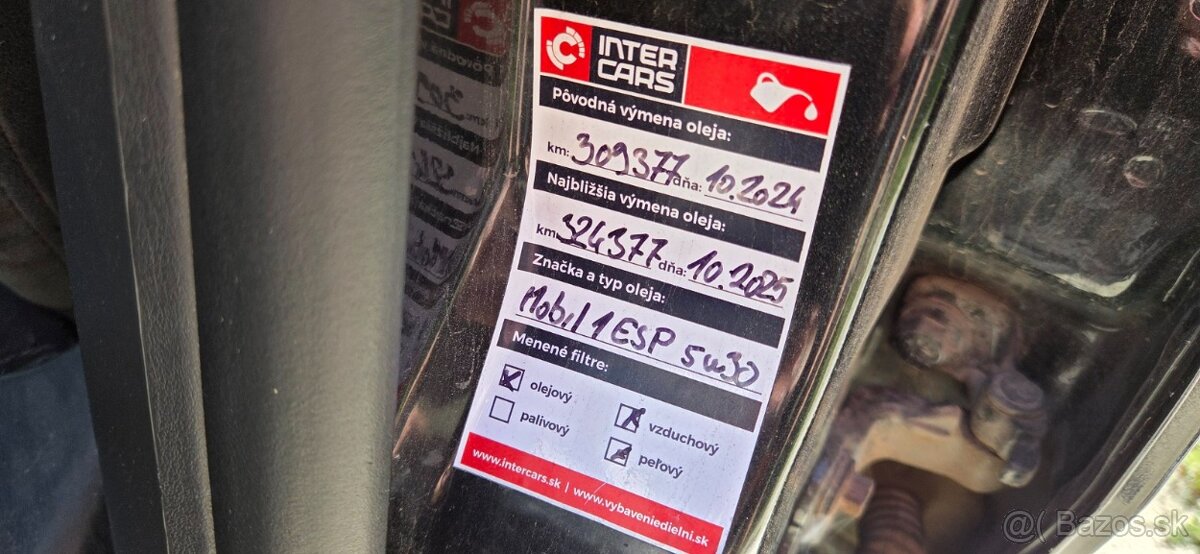 INTER
CARS
Pôvodná výmena oleja:
km: 309377 dňa: 10.2024
Najbližšia výmena oleja:
km: 324377 dňa: 10.2025
Značka a typ oleja:
Mobil 1 ESP 5w30
Menené filtre:
olejový vzduchový
palivový peľový
www.intercars.sk | www.vybaveniedielni.sk
@( Bazos.sk